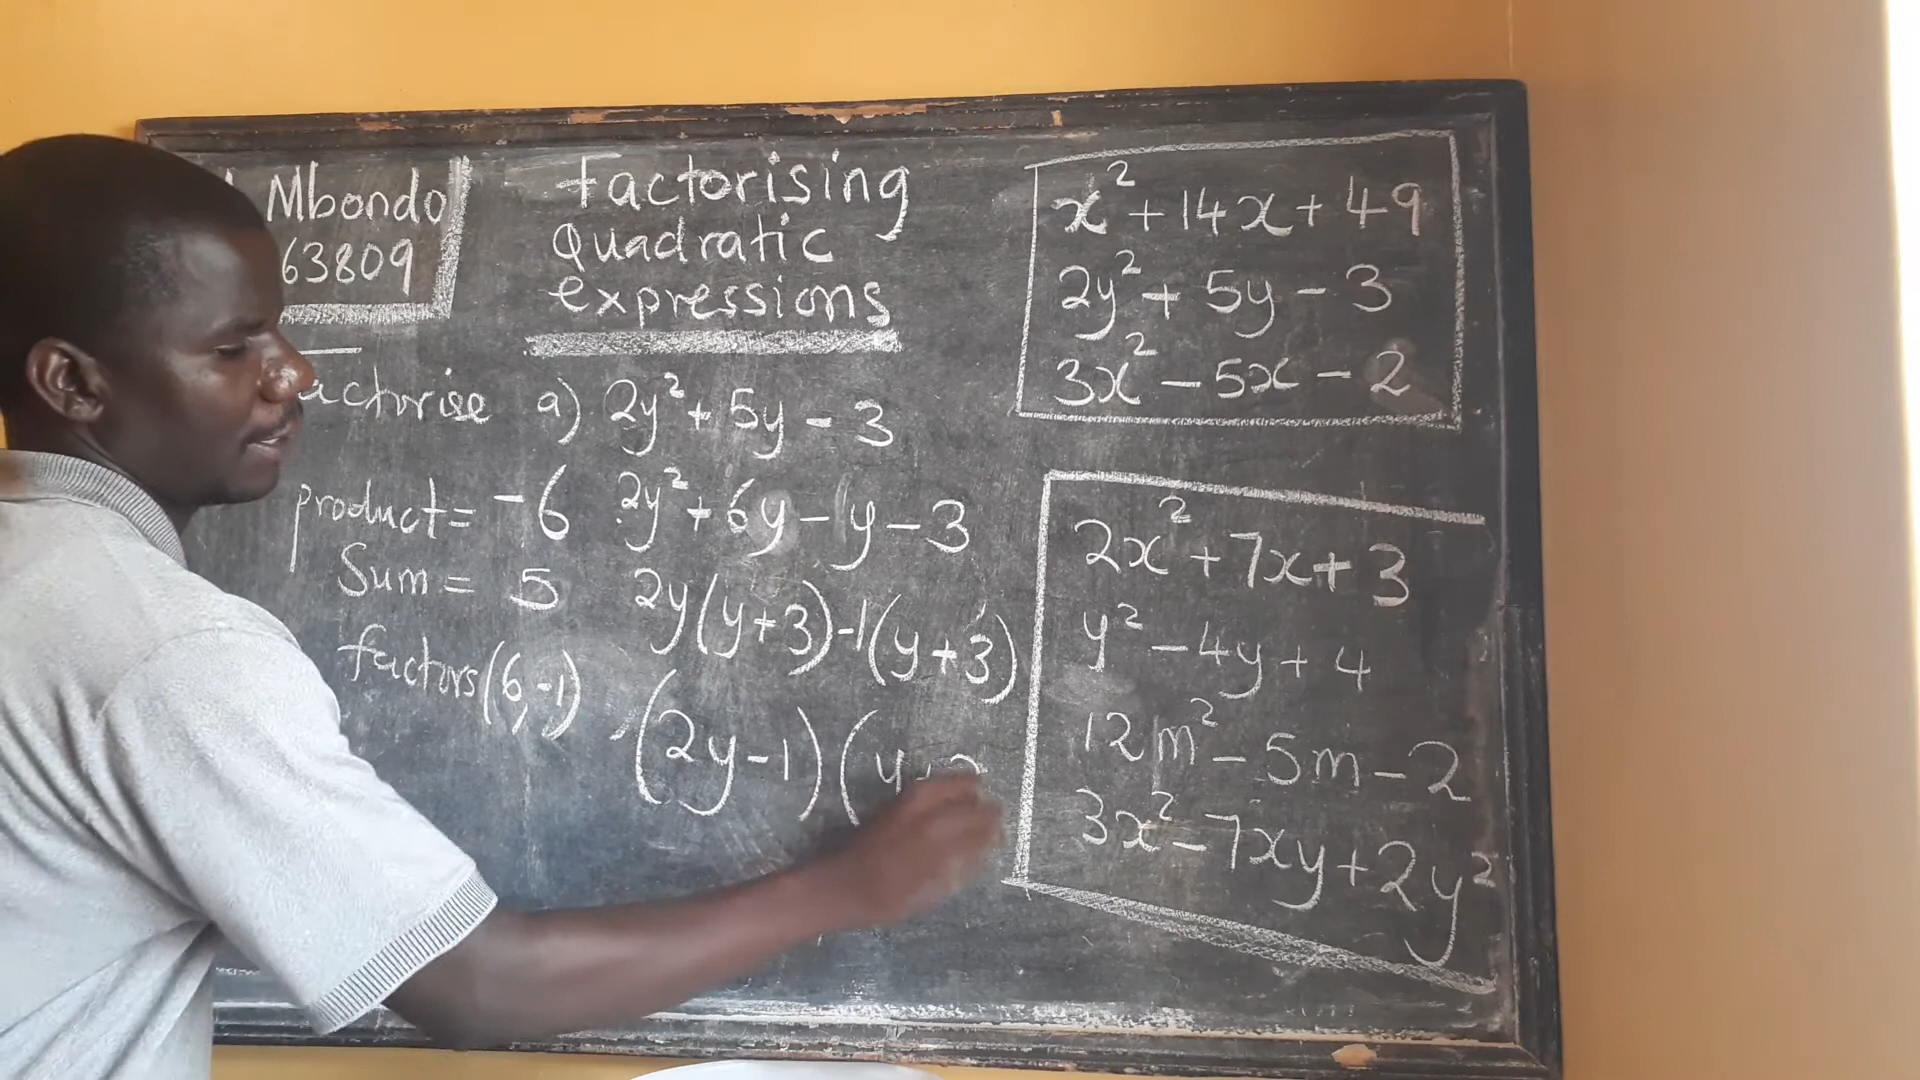 Mbondo
63809
Factorising
Quadratic
expressions
actorise a) 2y² + 5y - 3
product = -6 2y² + 6y - y - 3
Sum = 5 2y(y+3) -1(y+3)
factors (6, -1)
(2y-1)(y+3
x² + 14x + 49
2y² + 5y - 3
3x² - 5x - 2
2x² + 7x + 3
y² - 4y + 4
12m² - 5m - 2
3x² - 7xy + 2y²